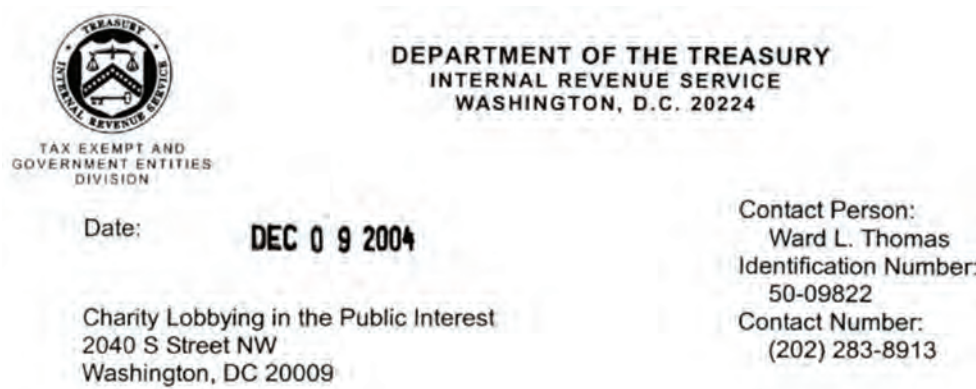 TREASURY
INTERNAL REVENUE SERVICE
TAX EXEMPT AND
GOVERNMENT ENTITIES
DIVISION
DEPARTMENT OF THE TREASURY
INTERNAL REVENUE SERVICE
WASHINGTON, D.C. 20224
Date:
DEC 0 9 2004
Charity Lobbying in the Public Interest
2040 S Street NW
Washington, DC 20009
Contact Person:
Ward L. Thomas
Identification Number:
50-09822
Contact Number:
(202) 283-8913